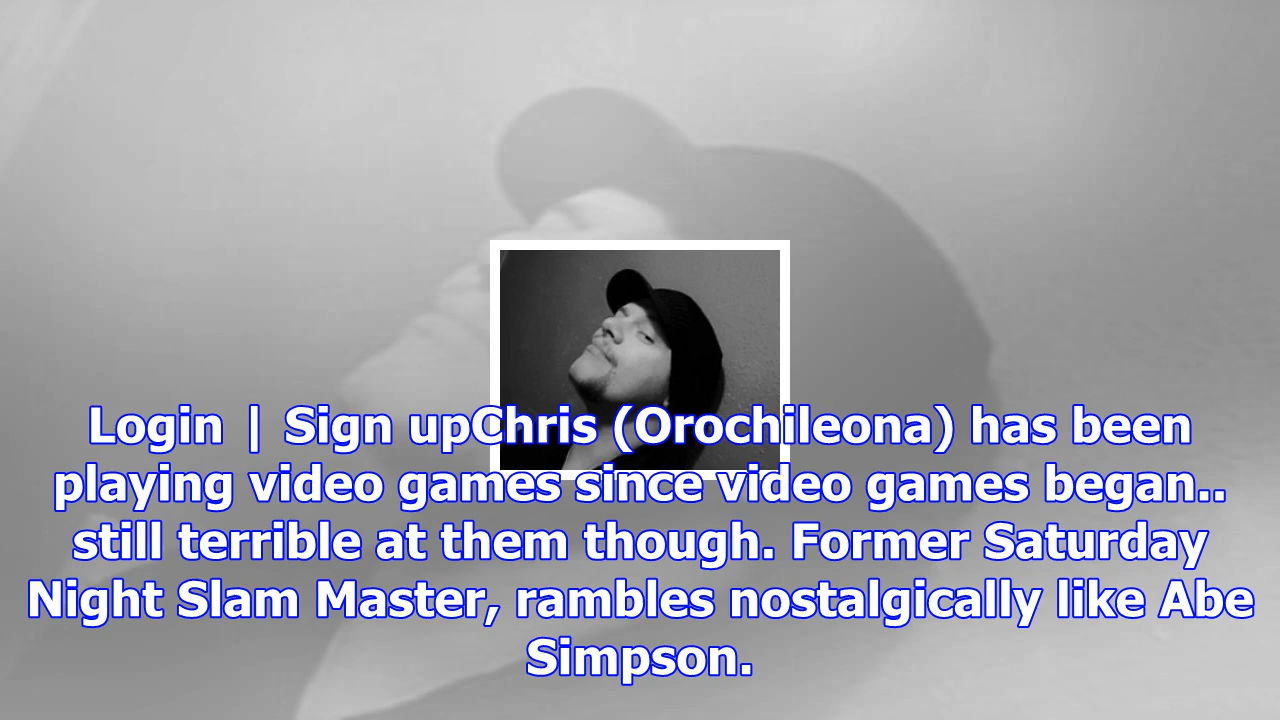 Login | Sign upChris (Orochileona) has been
playing video games since video games began..
still terrible at them though. Former Saturday
Night Slam Master, rambles nostalgically like Abe
Simpson.